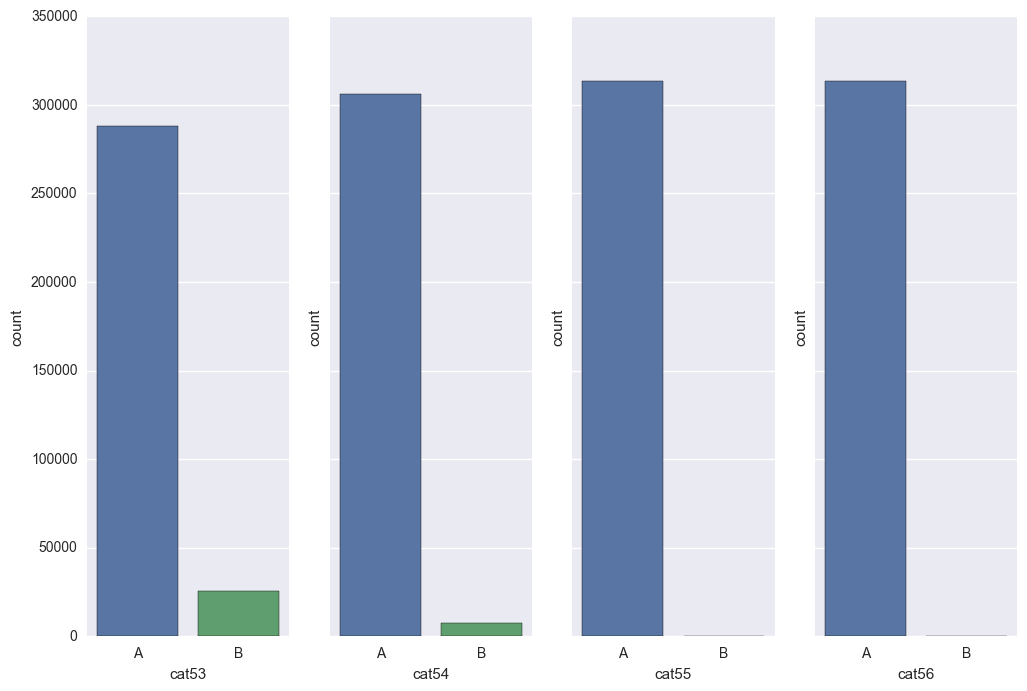 350000
300000
250000
200000
150000
100000
50000
0
count
count
count
count
A B
A B
A B
A B
cat53
cat54
cat55
cat56